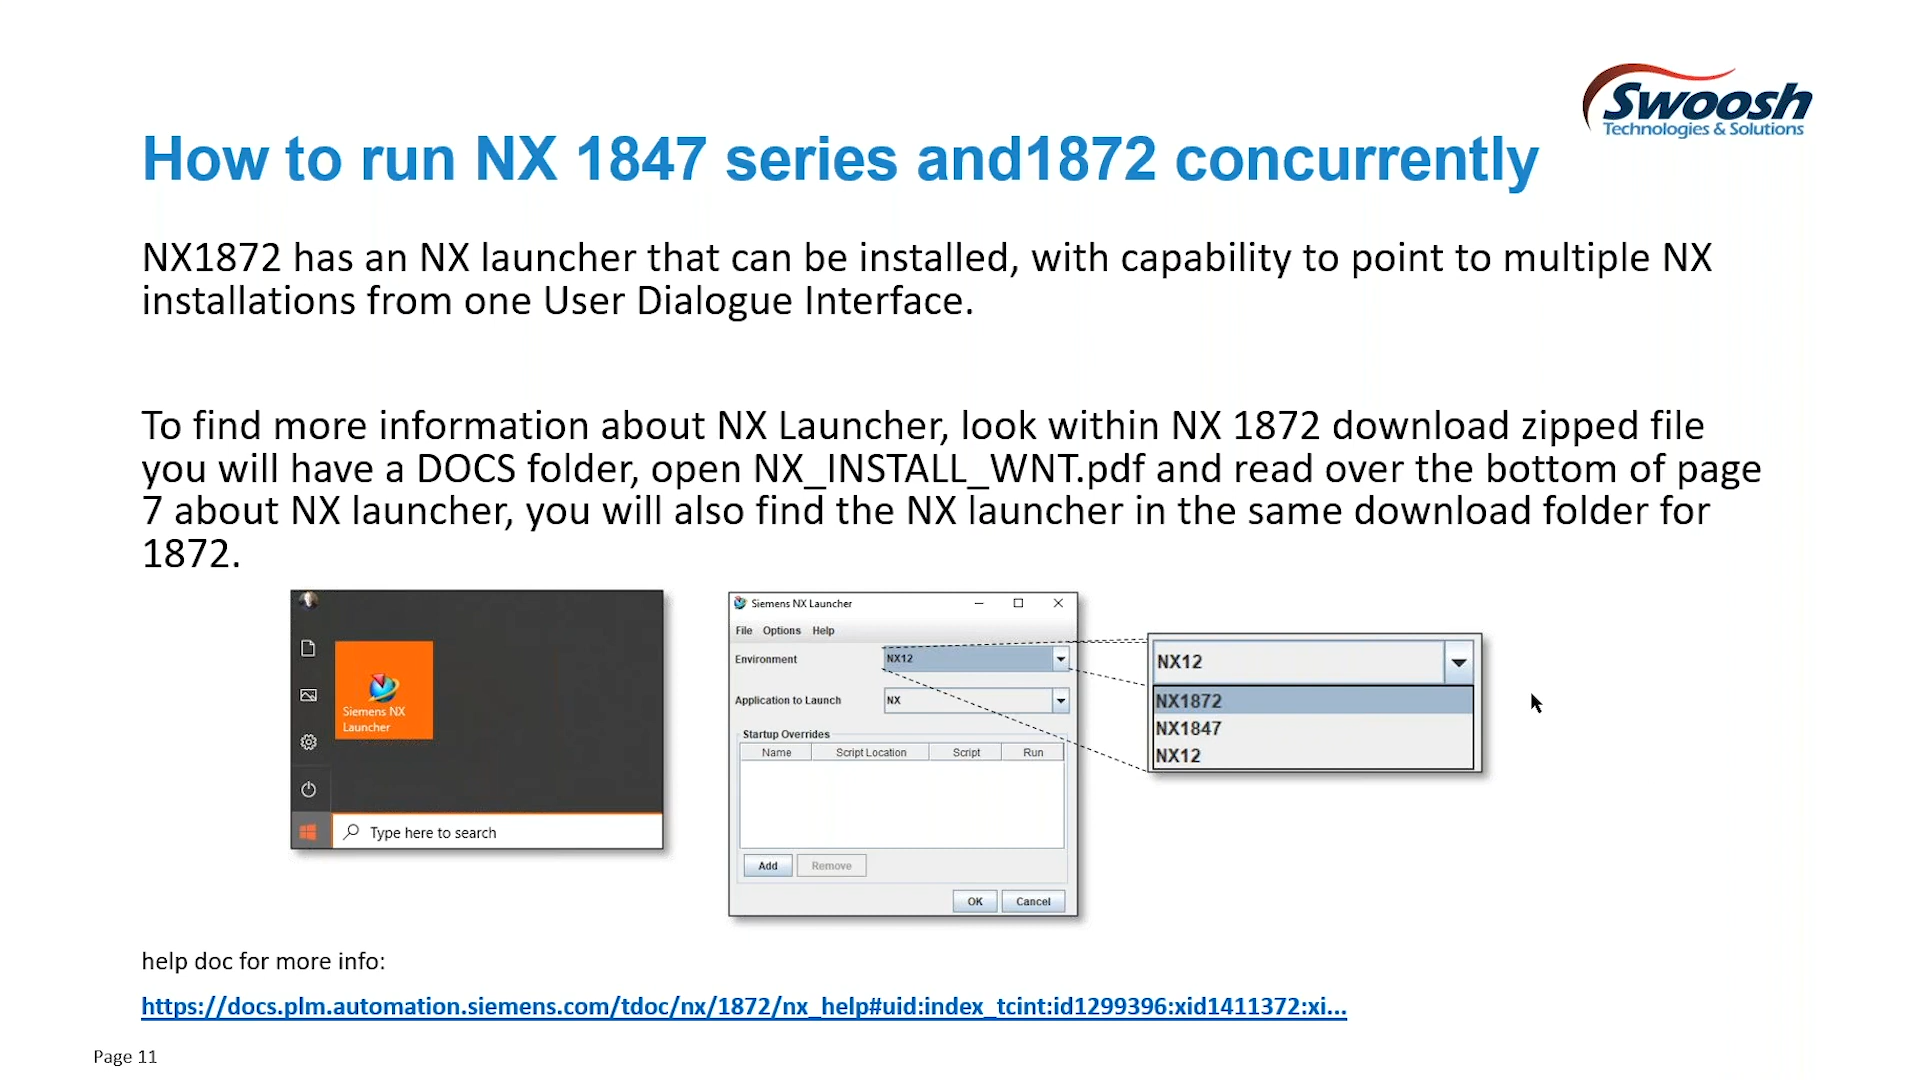 Swoosh
Technologies & Solutions
How to run NX 1847 series and1872 concurrently
NX1872 has an NX launcher that can be installed, with capability to point to multiple NX
installations from one User Dialogue Interface.
To find more information about NX Launcher, look within NX 1872 download zipped file
you will have a DOCS folder, open NX_INSTALL_WNT.pdf and read over the bottom of page
7 about NX launcher, you will also find the NX launcher in the same download folder for
1872.
Siemens NX
Launcher
Type here to search
Siemens NX Launcher
File Options Help
Environment NX12
Application to Launch NX
Startup Overrides
Name Script Location Script Run
Add Remove
OK Cancel
NX12
NX1872
NX1847
NX12
help doc for more info:
https://docs.plm.automation.siemens.com/tdoc/nx/1872/nx_help#uid:index_tcint:id1299396:xid1411372:xi...
Page 11